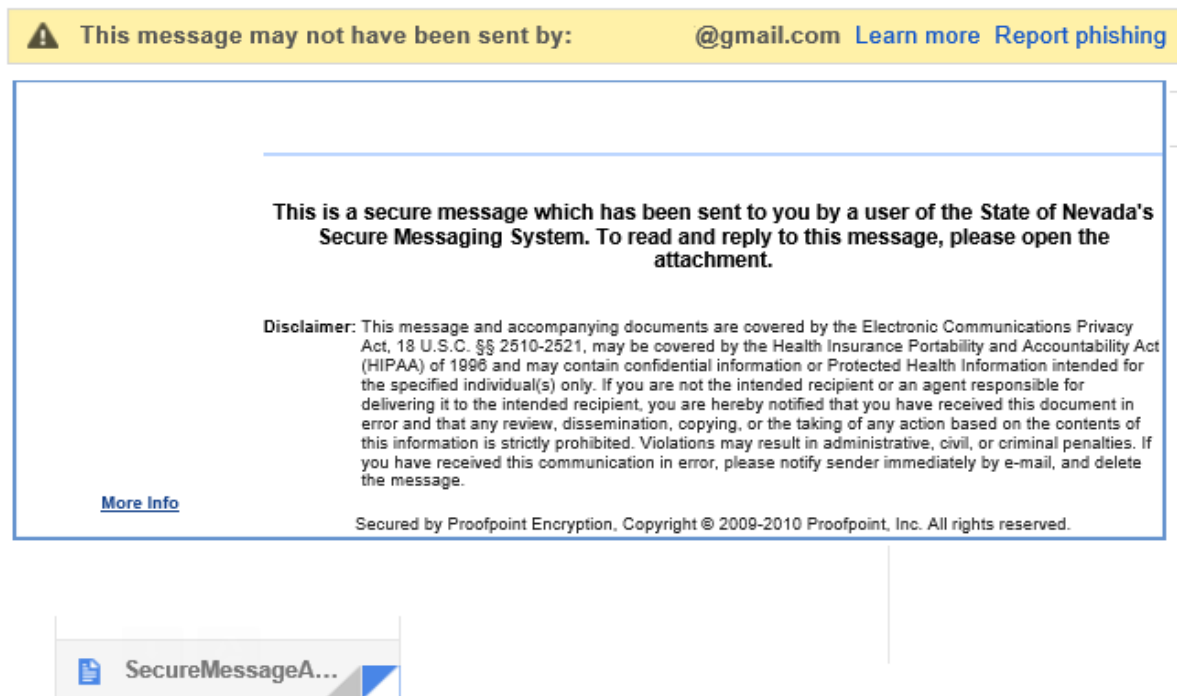 This message may not have been sent by: @gmail.com Learn more Report phishing
This is a secure message which has been sent to you by a user of the State of Nevada's
Secure Messaging System. To read and reply to this message, please open the
attachment.
Disclaimer: This message and accompanying documents are covered by the Electronic Communications Privacy
Act, 18 U.S.C. §§ 2510-2521, may be covered by the Health Insurance Portability and Accountability Act
(HIPAA) of 1996 and may contain confidential information or Protected Health Information intended for
the specified individual(s) only. If you are not the intended recipient or an agent responsible for
delivering it to the intended recipient, you are hereby notified that you have received this document in
error and that any review, dissemination, copying, or the taking of any action based on the contents of
this information is strictly prohibited. Violations may result in administrative, civil, or criminal penalties. If
you have received this communication in error, please notify sender immediately by e-mail, and delete
the message.
More Info
Secured by Proofpoint Encryption, Copyright © 2009-2010 Proofpoint, Inc. All rights reserved.
SecureMessageA...